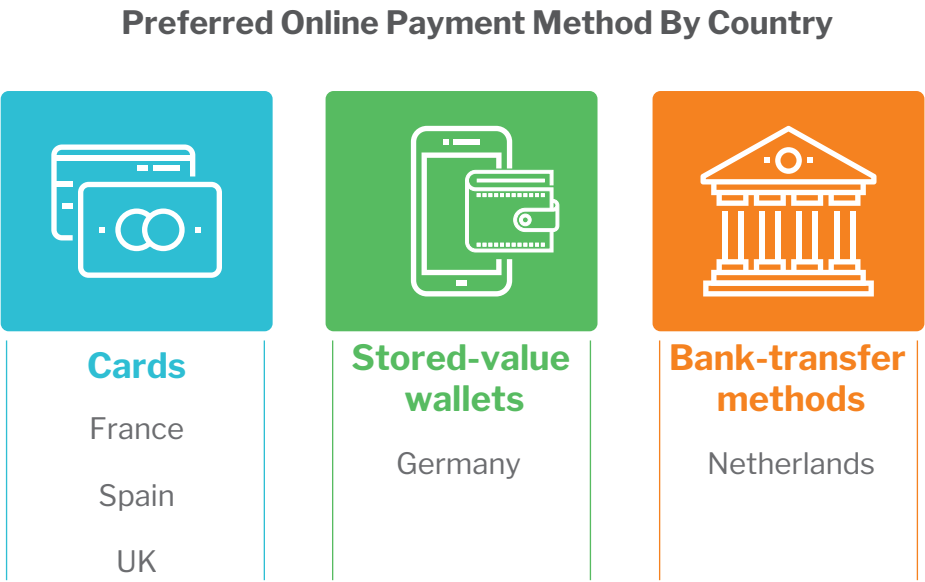 Preferred Online Payment Method By Country
Cards
France
Spain
UK
Stored-value
wallets
Germany
Bank-transfer
methods
Netherlands